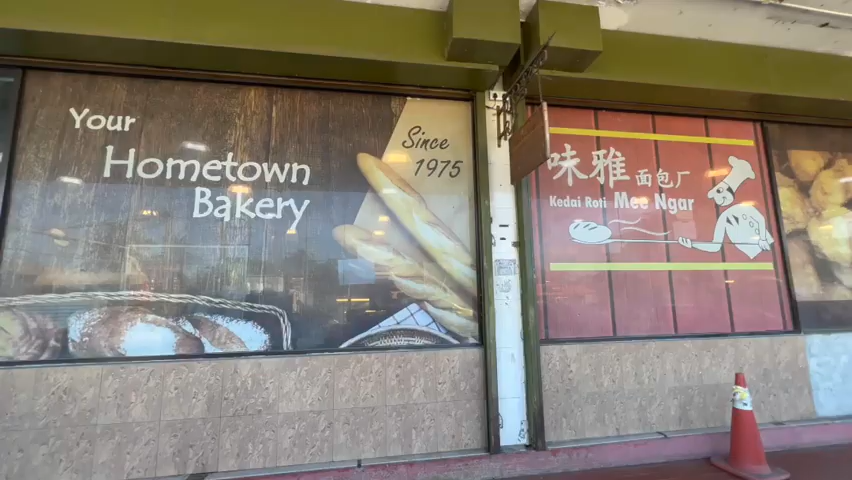 Your
Hometown
Bakery
Since
1975
味雅面包厂
Kedai Roti Mee Ngar